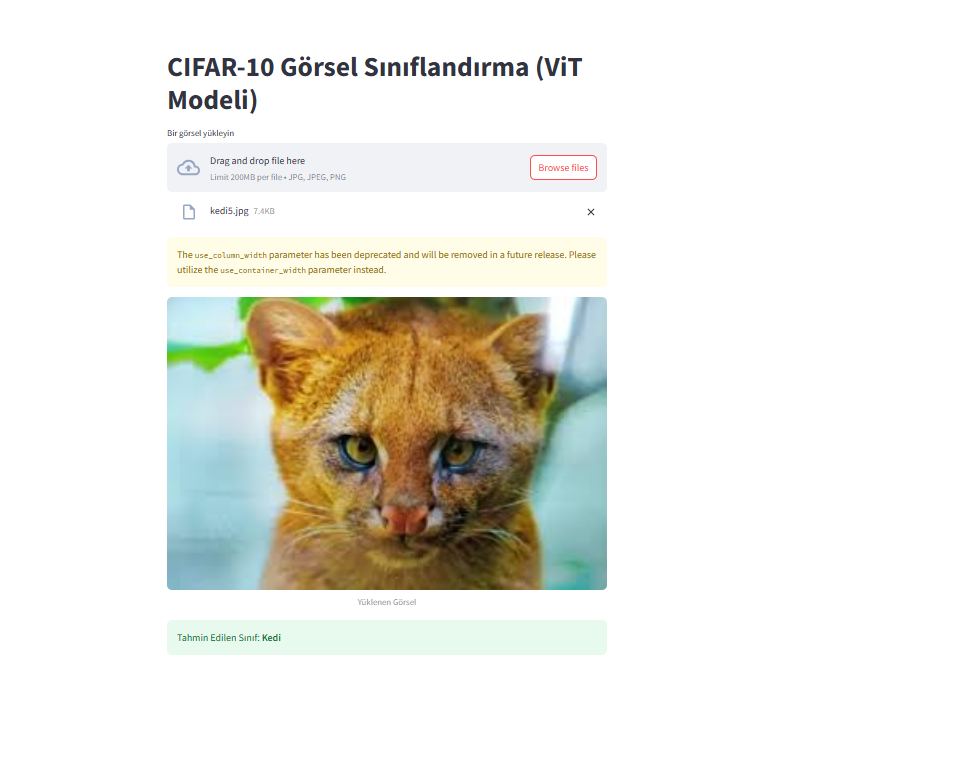 CIFAR-10 Görsel Sınıflandırma (ViT
Modeli)
Bir görsel yükleyin
Drag and drop file here
Limit 200MB per file • JPG, JPEG, PNG
Browse files
kedi5.jpg 7.4KB
The use_column_width parameter has been deprecated and will be removed in a future release. Please
utilize the use_container_width parameter instead.
Yüklenen Görsel
Tahmin Edilen Sınıf: Kedi